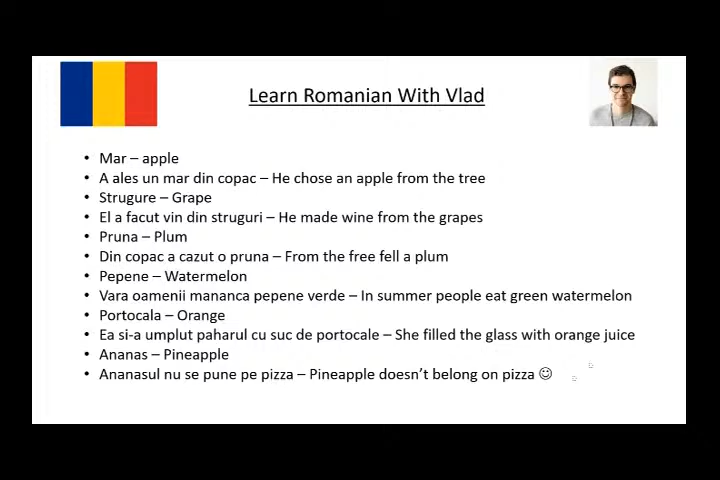 Learn Romanian With Vlad
• Mar – apple
• A ales un mar din copac – He chose an apple from the tree
• Strugure – Grape
• El a facut vin din struguri – He made wine from the grapes
• Pruna – Plum
• Din copac a cazut o pruna – From the free fell a plum
• Pepene – Watermelon
• Vara oamenii mananca pepene verde – In summer people eat green watermelon
• Portocala – Orange
• Ea si-a umplut paharul cu suc de portocale – She filled the glass with orange juice
• Ananas – Pineapple
• Ananasul nu se pune pe pizza – Pineapple doesn’t belong on pizza ☺